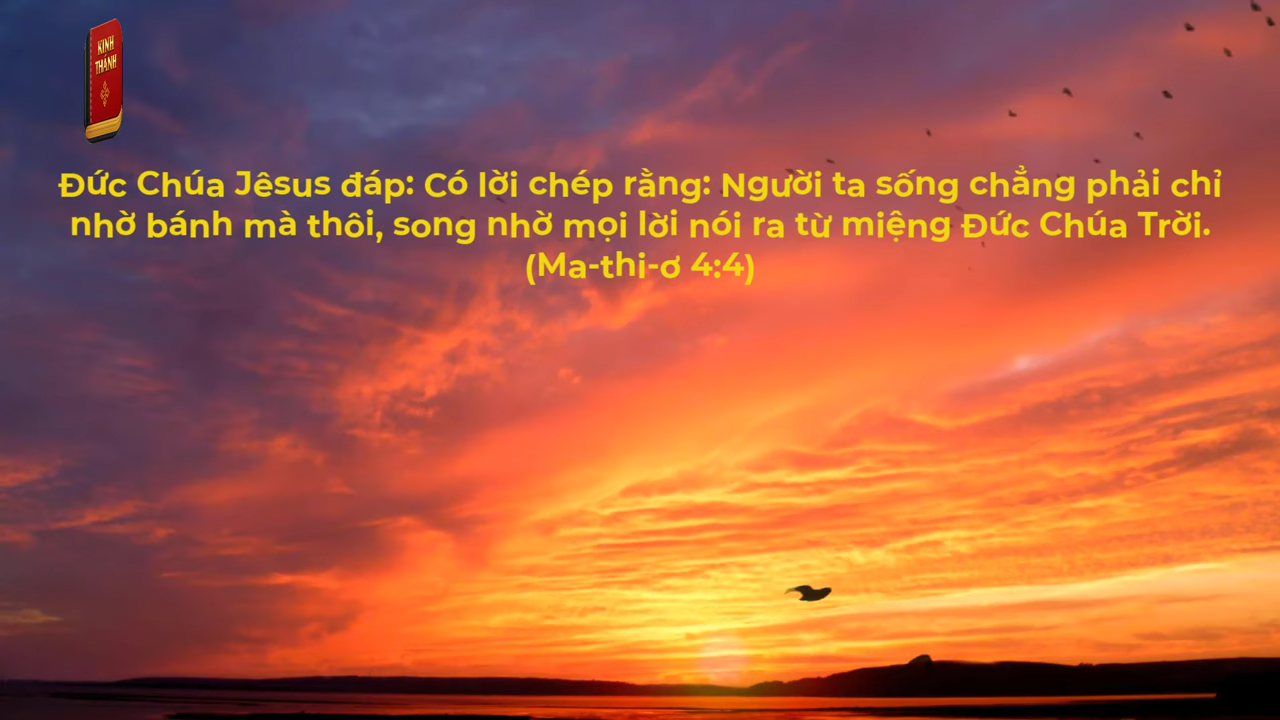 KINH
THÁNH
Đức Chúa Jêsus đáp: Có lời chép rằng: Người ta sống chẳng phải chỉ
nhờ bánh mà thôi, song nhờ mọi lời nói ra từ miệng Đức Chúa Trời.
(Ma-thi-ơ 4:4)